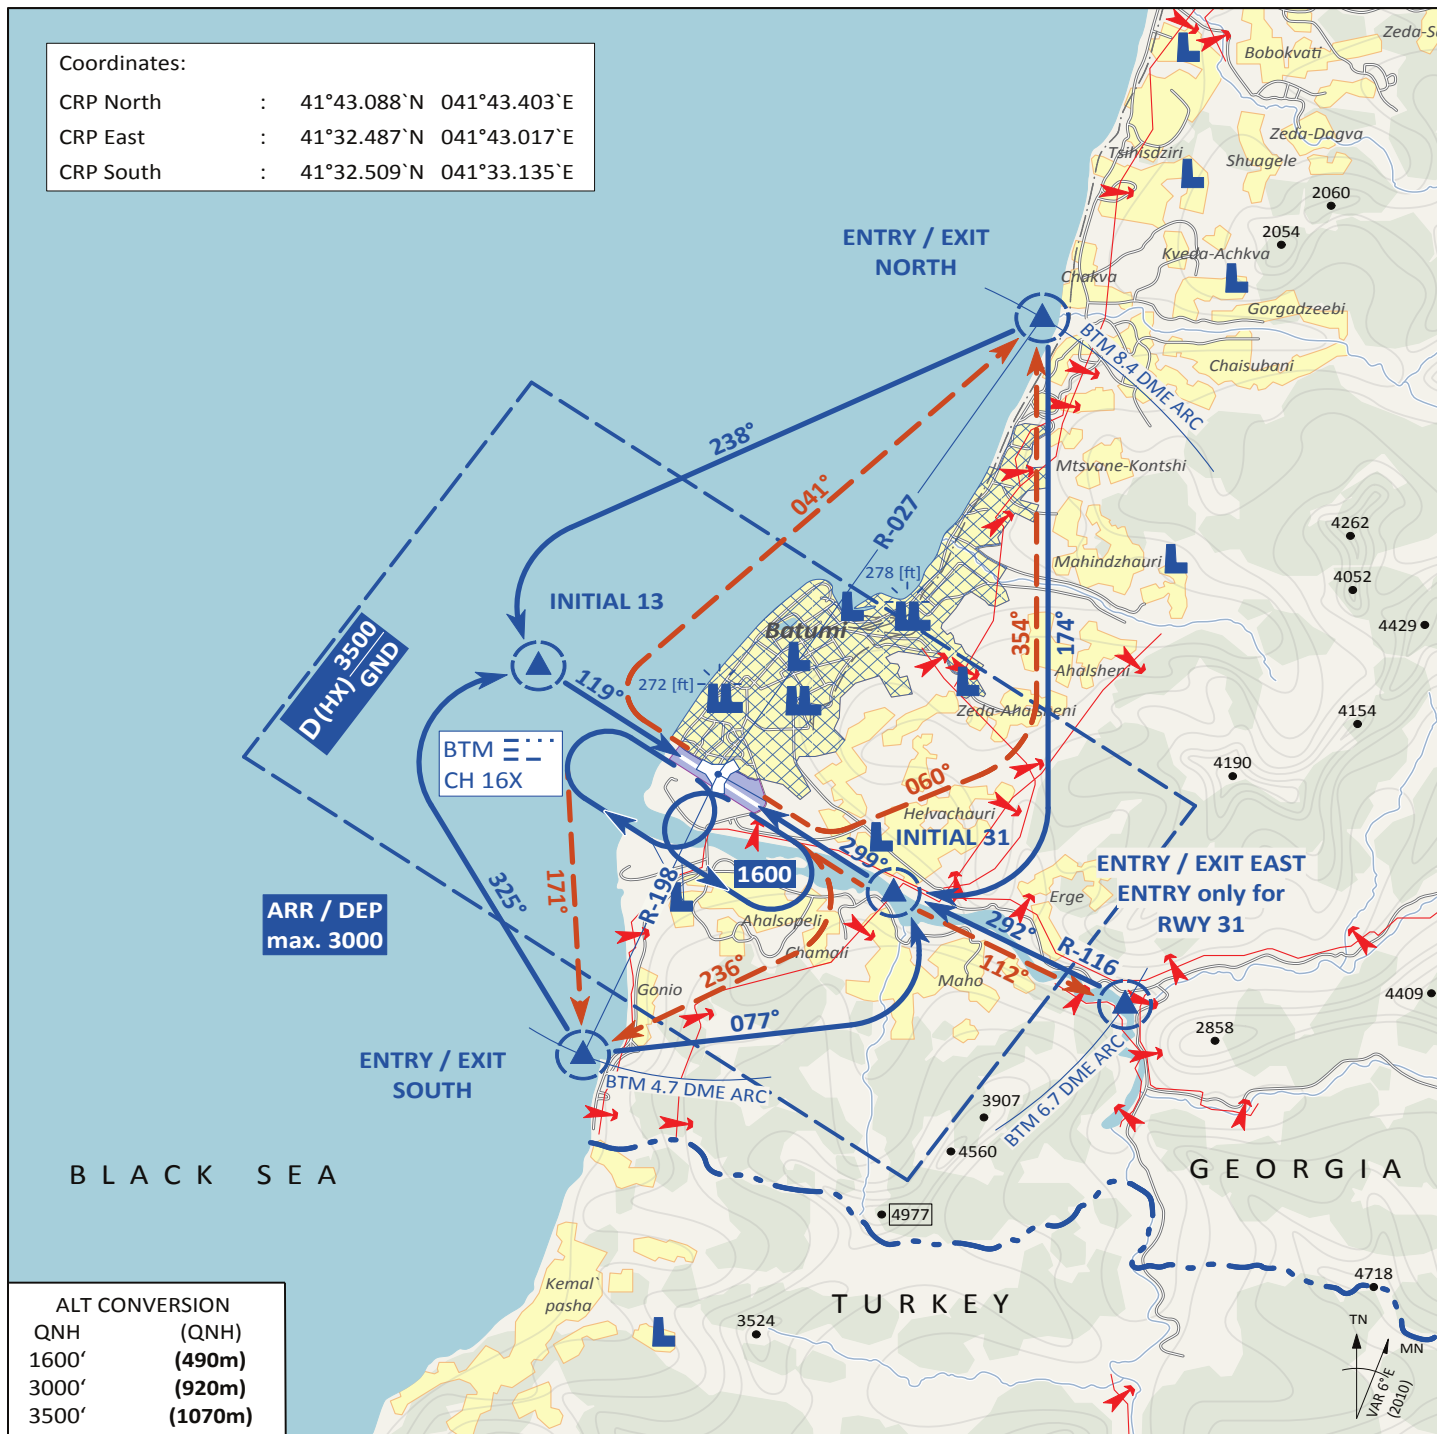 Coordinates:
CRP North : 41°43.088`N 041°43.403`E
CRP East : 41°32.487`N 041°43.017`E
CRP South : 41°32.509`N 041°33.135`E
Bobokvati
Tsihisdziri
Zeda-Dagva
Shuagele
2060
2054
ENTRY / EXIT
NORTH
Kveda-Achkva
Chakva
Gorgadzeebi
BTM 8.4 DME ARC
Chaisubani
238°
041°
R-027
Mtsvane-Kontshi
4262
Mahindzhauri
4052
278 [ft]
INITIAL 13
Batumi
354°
174°
4429
D(HX) 3500
GND
Ahalsheni
119°
272 [ft]
Zeda-Ahalsheni
4154
BTM
CH 16X
4190
060°
Helvachauri
INITIAL 31
299°
1600
ENTRY / EXIT EAST
ENTRY only for
RWY 31
325°
171°
R-198
Erge
ARR / DEP
max. 3000
Ahalsopeli
Chamali
292°
R-116
236°
112°
Maho
Gonio
4409
077°
2858
ENTRY / EXIT
SOUTH
BTM 4.7 DME ARC
BTM 6.7 DME ARC
3907
4560
BLACK SEA
GEORGIA
4977
Kemal`
pasha
TURKEY
4718
3524
TN
MN
VAR 6°E
(2010)
ALT CONVERSION
QNH (QNH)
1600‘ (490m)
3000‘ (920m)
3500‘ (1070m)